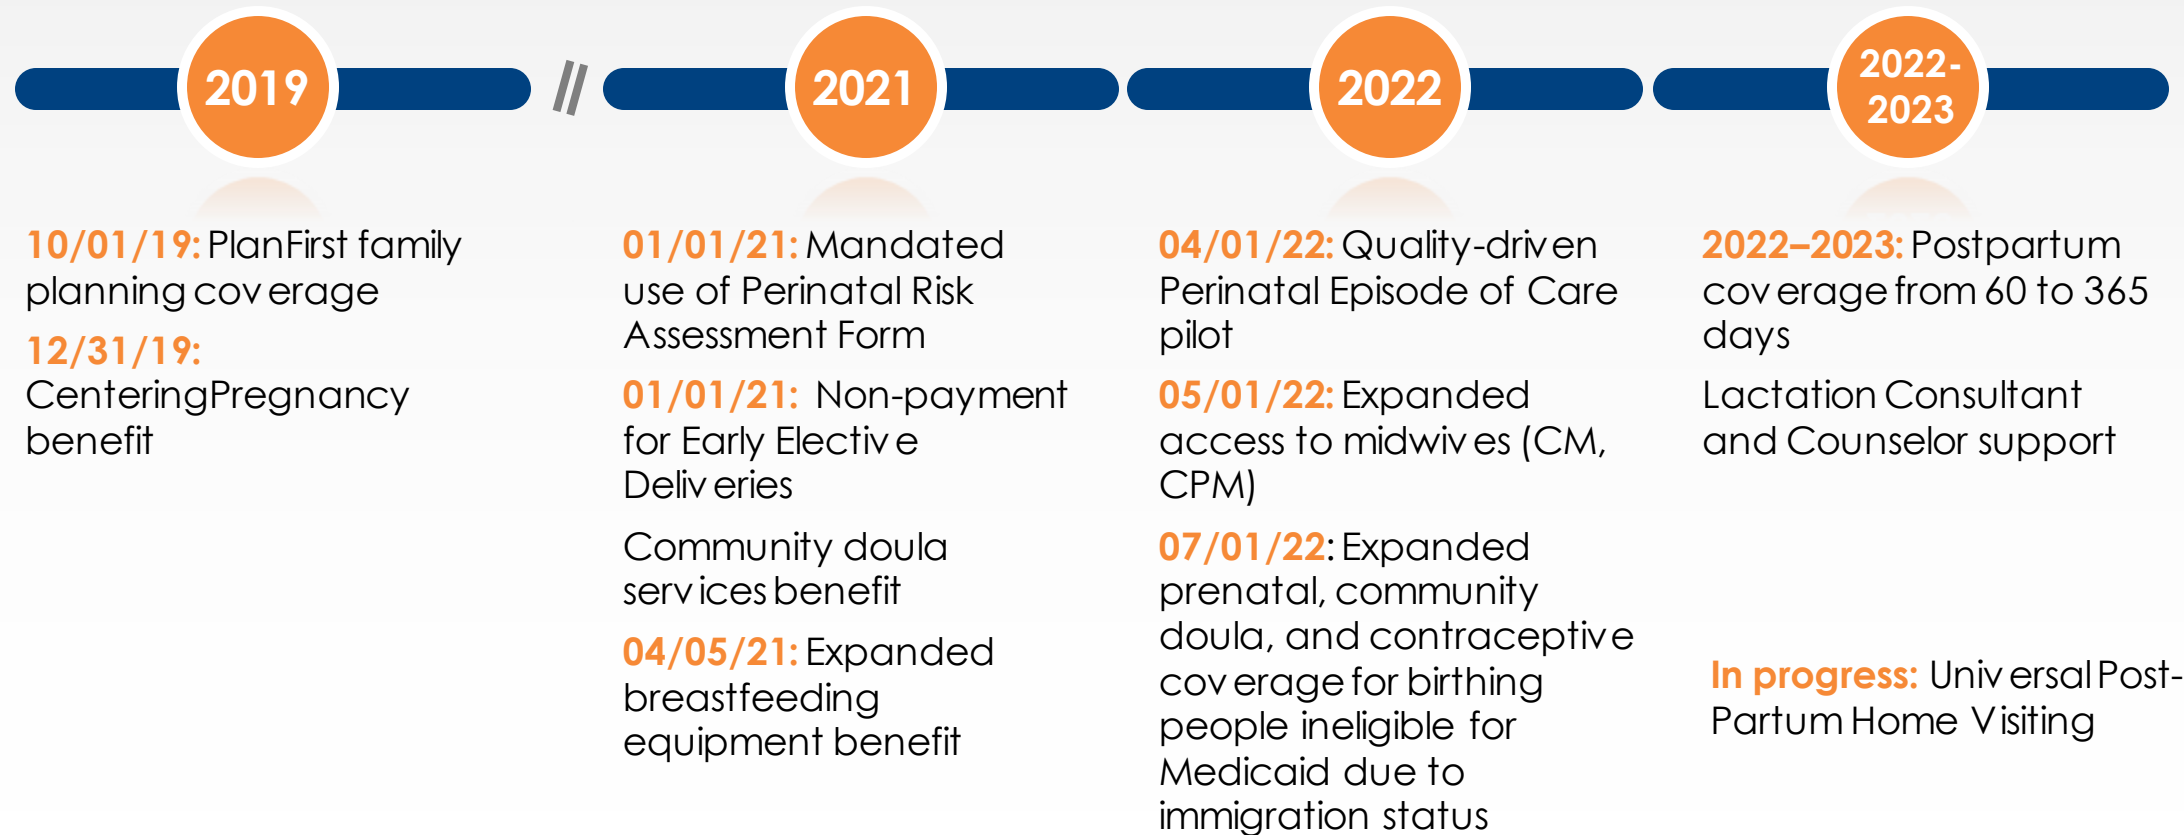 2019
10/01/19: PlanFirst family
planning coverage
12/31/19:
CenteringPregnancy
benefit
2021
01/01/21: Mandated
use of Perinatal Risk
Assessment Form
01/01/21: Non-payment
for Early Elective
Deliveries
Community doula
services benefit
04/05/21: Expanded
breastfeeding
equipment benefit
2022
04/01/22: Quality-driven
Perinatal Episode of Care
pilot
05/01/22: Expanded
access to midwives (CM,
CPM)
07/01/22: Expanded
prenatal, community
doula, and contraceptive
coverage for birthing
people ineligible for
Medicaid due to
immigration status
2022-
2023
2022–2023: Postpartum
coverage from 60 to 365
days
Lactation Consultant
and Counselor support
In progress: Universal Post-
Partum Home Visiting